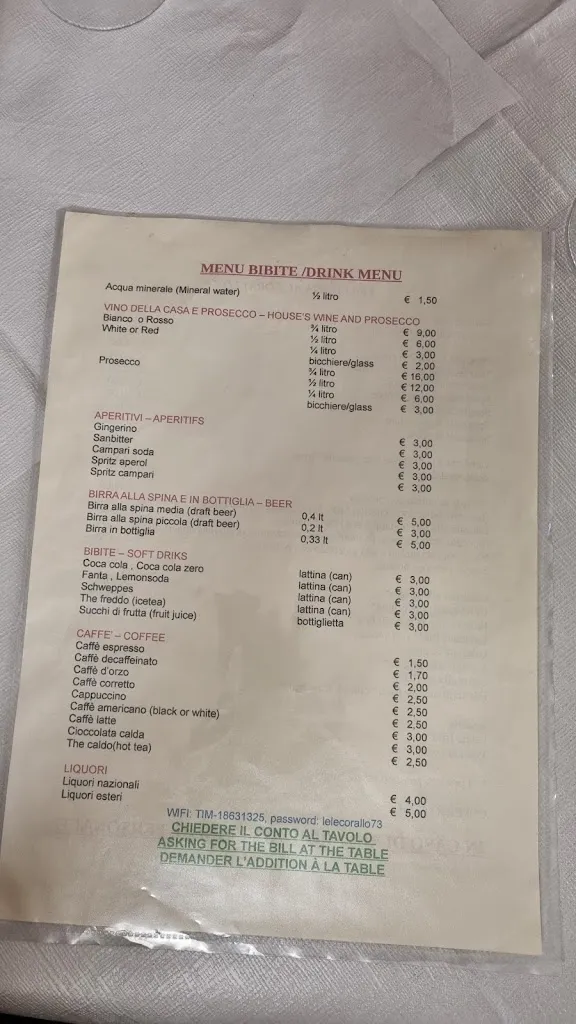 MENU BIBITE /DRINK MENU
Acqua minerale (Mineral water) ½ litro € 1,50
VINO DELLA CASA E PROSECCO – HOUSE'S WINE AND PROSECCO
Bianco o Rosso ¾ litro € 9,00
White or Red ½ litro € 6,00
¼ litro € 3,00
bicchiere/glass € 2,00
Prosecco ¾ litro € 16,00
½ litro € 12,00
¼ litro € 6,00
bicchiere/glass € 3,00
APERITIVI – APERITIFS
Gingerino € 3,00
Sanbitter € 3,00
Campari soda € 3,00
Spritz aperol € 3,00
Spritz campari € 3,00
BIRRA ALLA SPINA E IN BOTTIGLIA – BEER
Birra alla spina media (draft beer) 0,4 lt € 5,00
Birra alla spina piccola (draft beer) 0,2 lt € 3,00
Birra in bottiglia 0,33 lt € 5,00
BIBITE – SOFT DRIKS
Coca cola , Coca cola zero lattina (can) € 3,00
Fanta , Lemonsoda lattina (can) € 3,00
Schweppes lattina (can) € 3,00
The freddo (icetea) lattina (can) € 3,00
Succhi di frutta (fruit juice) bottiglietta € 3,00
CAFFE' – COFFEE
Caffè espresso € 1,50
Caffè decaffeinato € 1,70
Caffè d'orzo € 2,00
Caffè corretto € 2,50
Cappuccino € 2,50
Caffè americano (black or white) € 2,50
Caffè latte € 3,00
Cioccolata calda € 3,00
The caldo(hot tea) € 2,50
LIQUORI
Liquori nazionali € 4,00
Liquori esteri € 5,00
WIFI: TIM-18631325, password: lelecorallo73
CHIEDERE IL CONTO AL TAVOLO
ASKING FOR THE BILL AT THE TABLE
DEMANDER L'ADDITION À LA TABLE